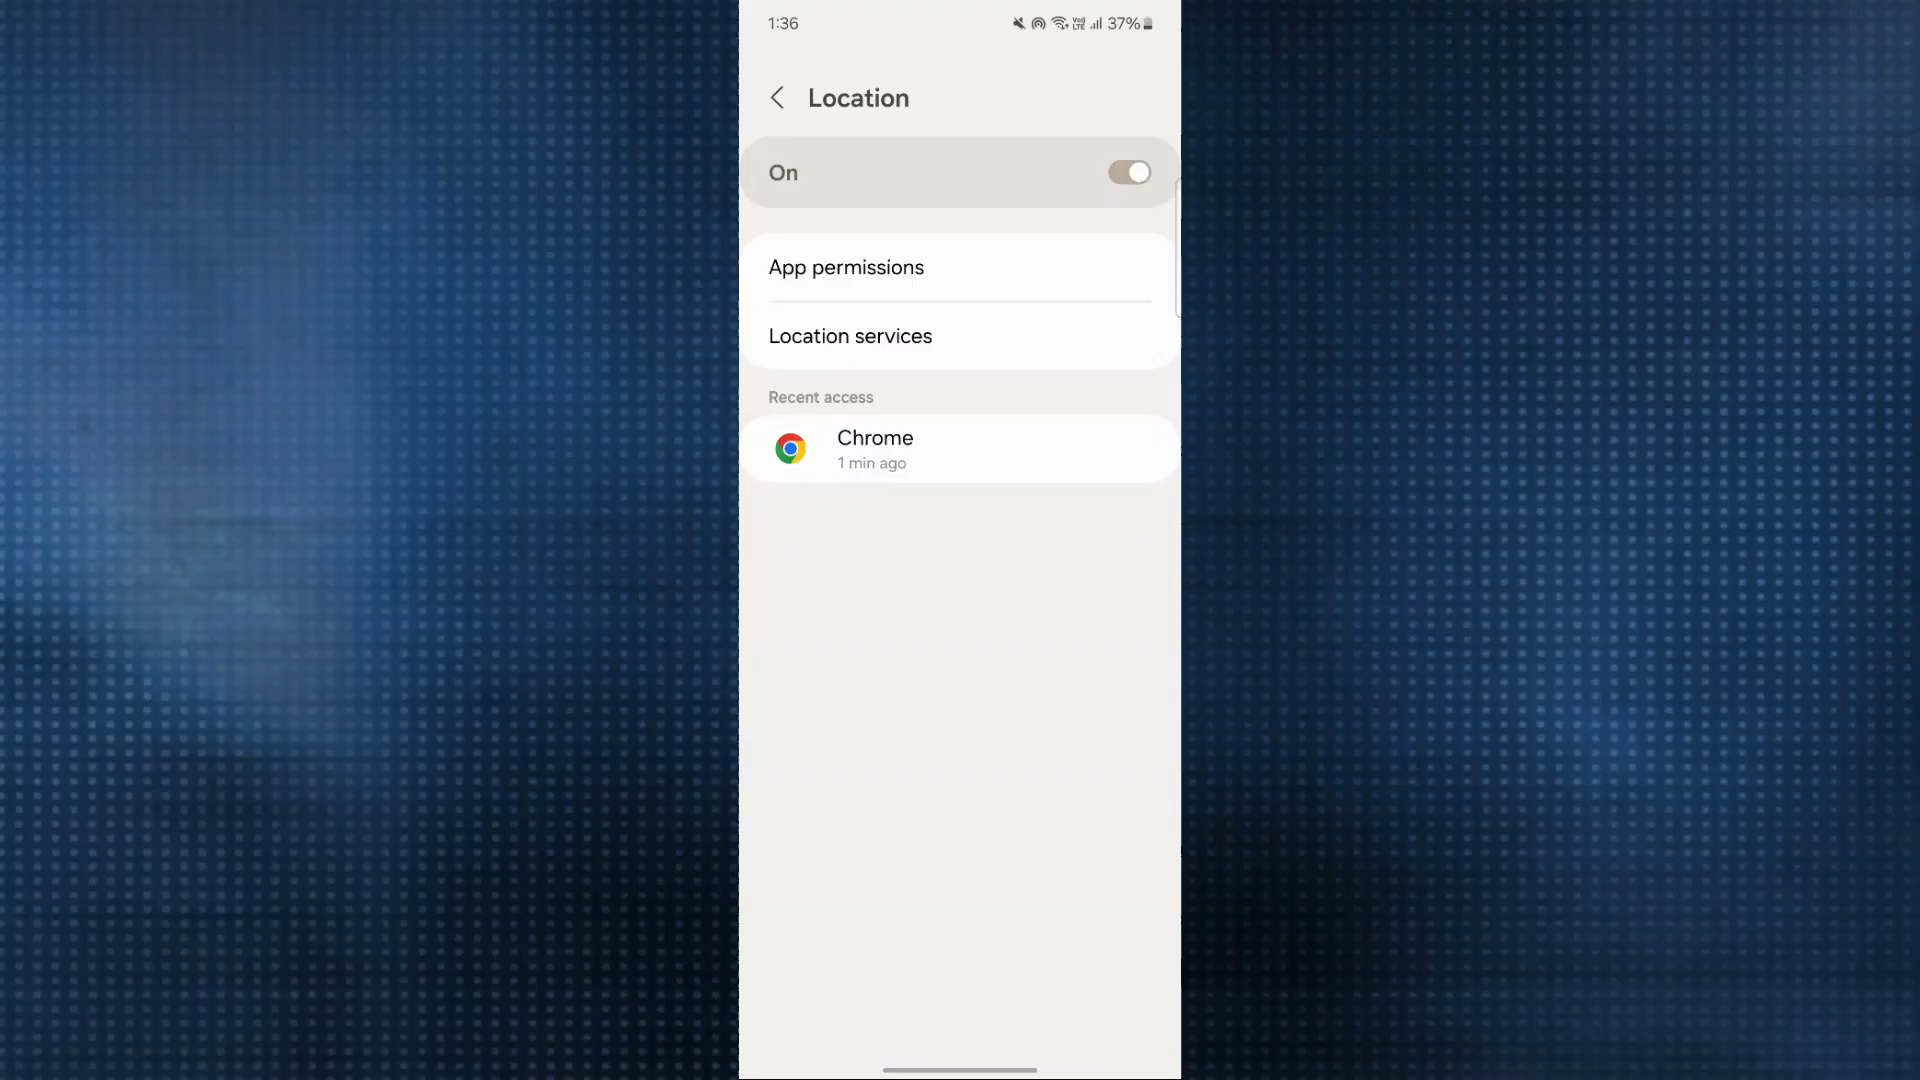 1:36
37%
Location
On
App permissions
Location services
Recent access
Chrome
1 min ago